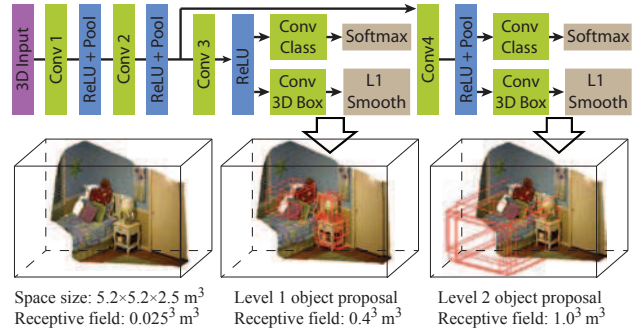 3D Input
Conv 1
ReLU + Pool
Conv 2
ReLU + Pool
Conv 3
ReLU
Conv
Class
Softmax
Conv
3D Box
L1
Smooth
Conv4
ReLU + Pool
Conv
Class
Softmax
Conv
3D Box
L1
Smooth
Space size: 5.2×5.2×2.5 m³
Receptive field: 0.025³ m³
Level 1 object proposal
Receptive field: 0.4³ m³
Level 2 object proposal
Receptive field: 1.0³ m³